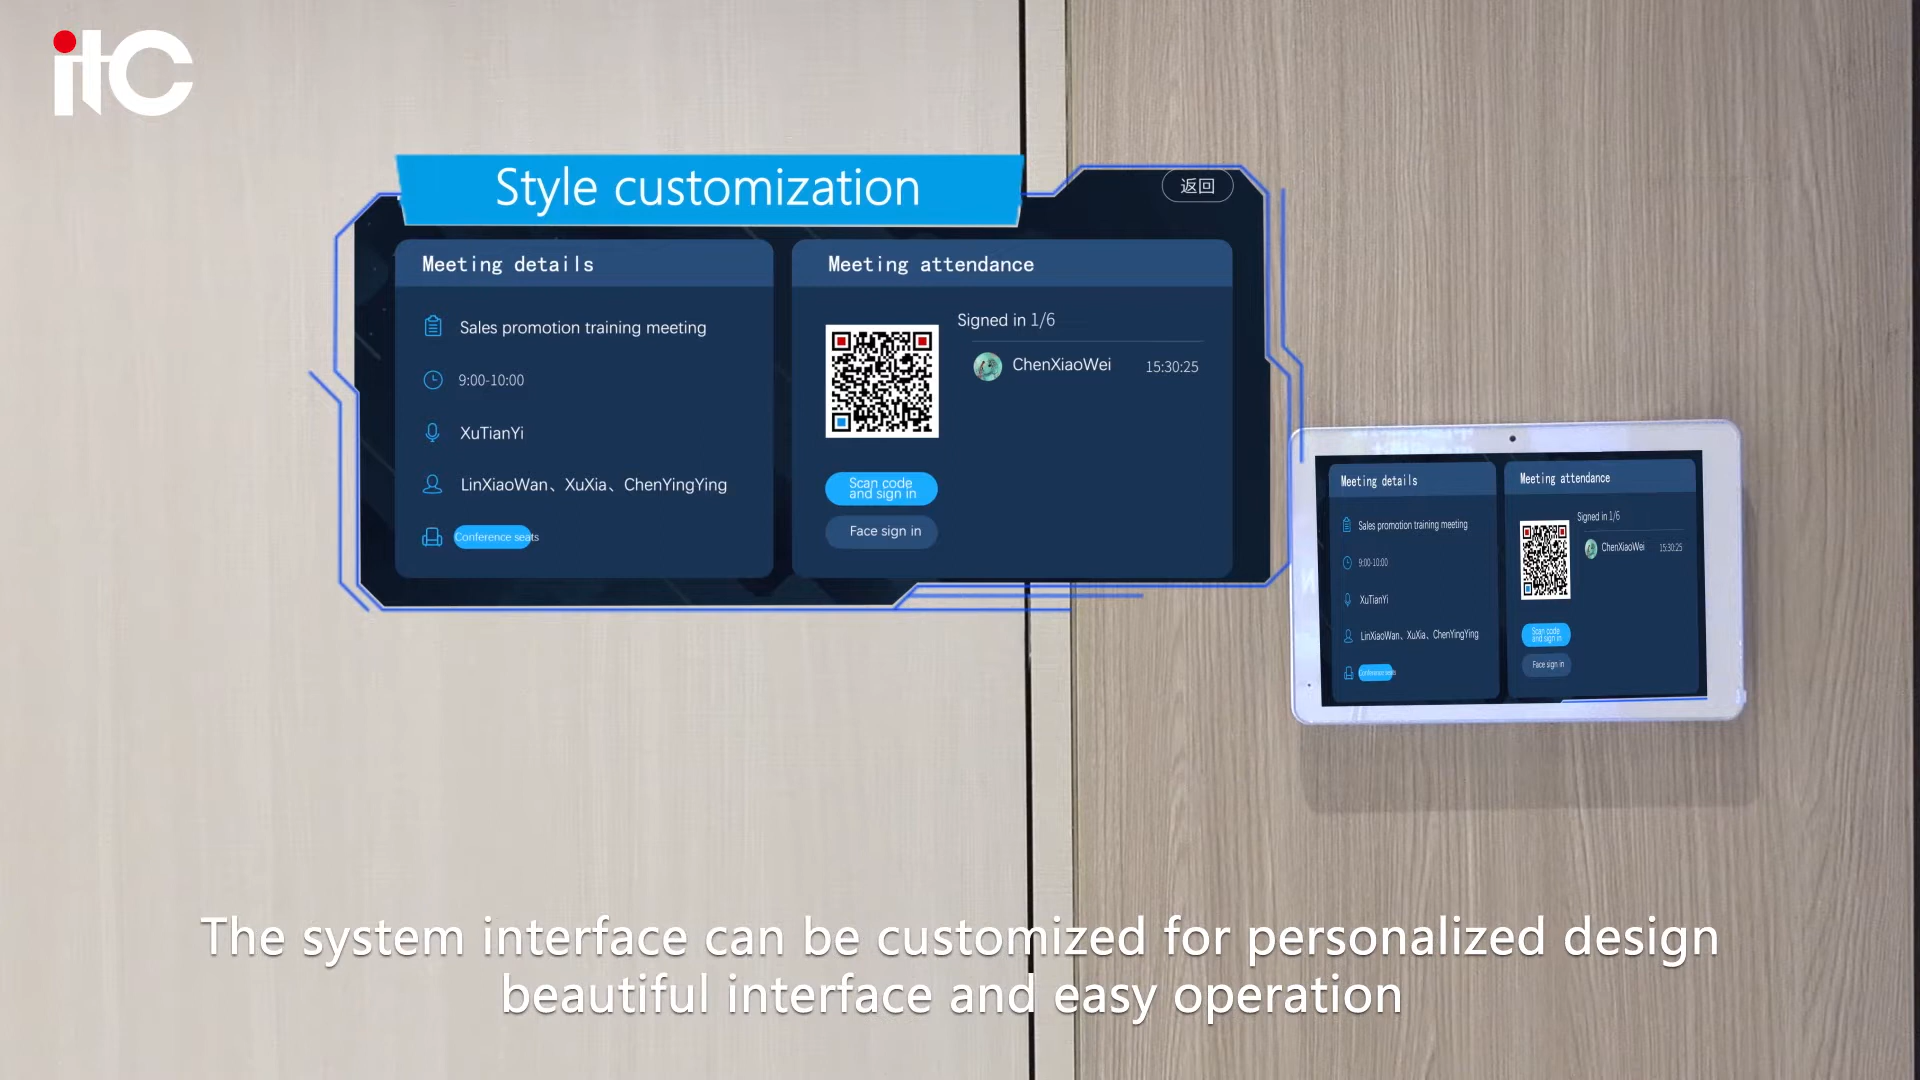 itc
Style customization
返回
Meeting details
Sales promotion training meeting
9:00-10:00
XuTianYi
LinXiaoWan、XuXia、ChenYingYing
Conference seats
Meeting attendance
Signed in 1/6
ChenXiaoWei 15:30:25
Scan code
and sign in
Face sign in
Meeting details
Sales promotion training meeting
9:00-10:00
XuTianYi
LinXiaoWan、XuXia、ChenYingYing
Conference seats
Meeting attendance
Signed in 1/6
ChenXiaoWei 15:30:25
Scan code
and sign in
Face sign in
The system interface can be customized for personalized design
beautiful interface and easy operation